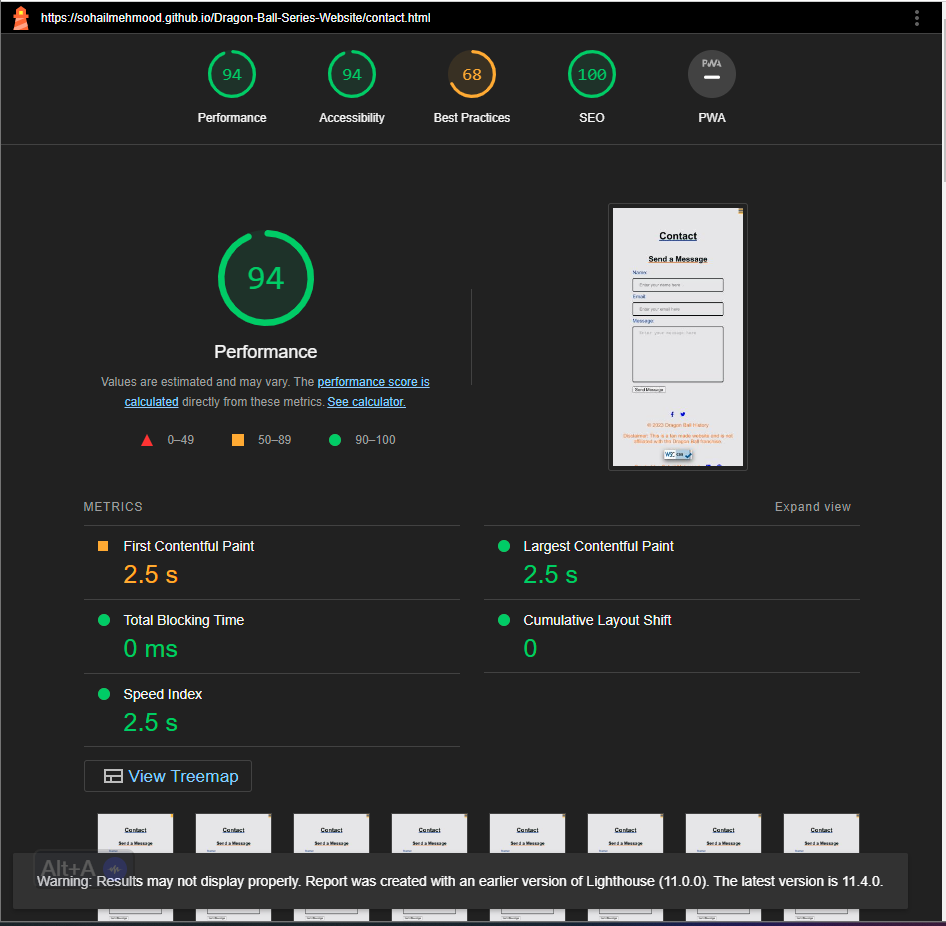 https://sohailmehmood.github.io/Dragon-Ball-Series-Website/contact.html
94 94 68 100 PWA
Performance Accessibility Best Practices SEO PWA
94
Performance
Values are estimated and may vary. The performance score is
calculated directly from these metrics. See calculator.
0–49 50–89 90–100
Contact
Send a Message
Name:
Enter your name here
Email
Enter your email here
Message:
Enter your message here
Send Message
© 2023 Dragon Ball History
Disclaimer: This is a fan made website and is not
affiliated with the Dragon Ball franchise.
W3C css
METRICS
Expand view
First Contentful Paint
2.5 s
Largest Contentful Paint
2.5 s
Total Blocking Time
0 ms
Cumulative Layout Shift
0
Speed Index
2.5 s
View Treemap
Contact Contact Contact Contact Contact Contact Contact Contact
Send a Message Send a Message Send a Message Send a Message Send a Message Send a Message Send a Message Send a Message
Alt+A
Warning: Results may not display properly. Report was created with an earlier version of Lighthouse (11.0.0). The latest version is 11.4.0.